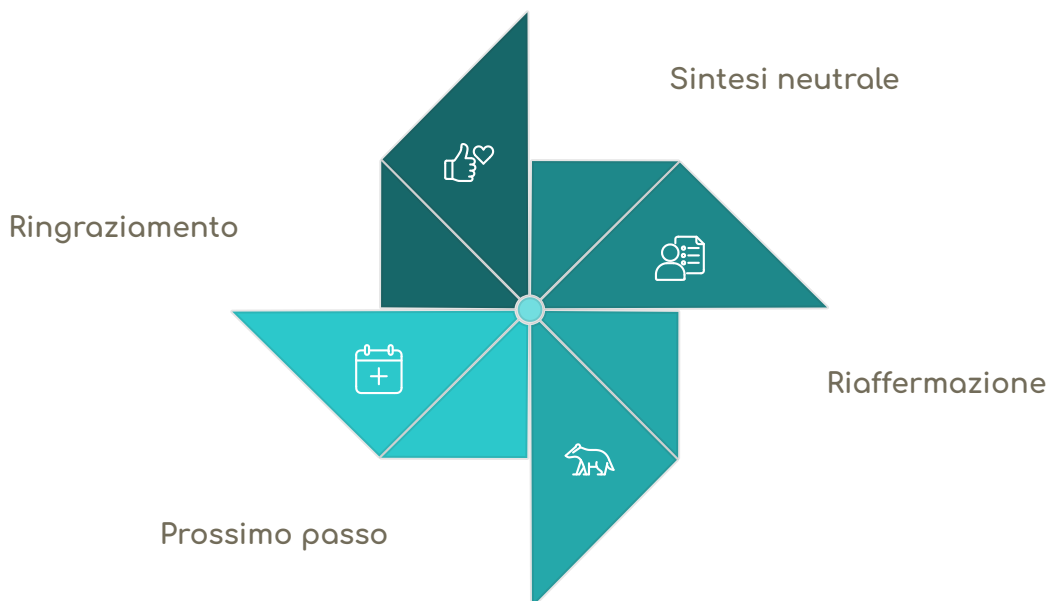 Sintesi neutrale
Ringraziamento
Riaffermazione
Prossimo passo